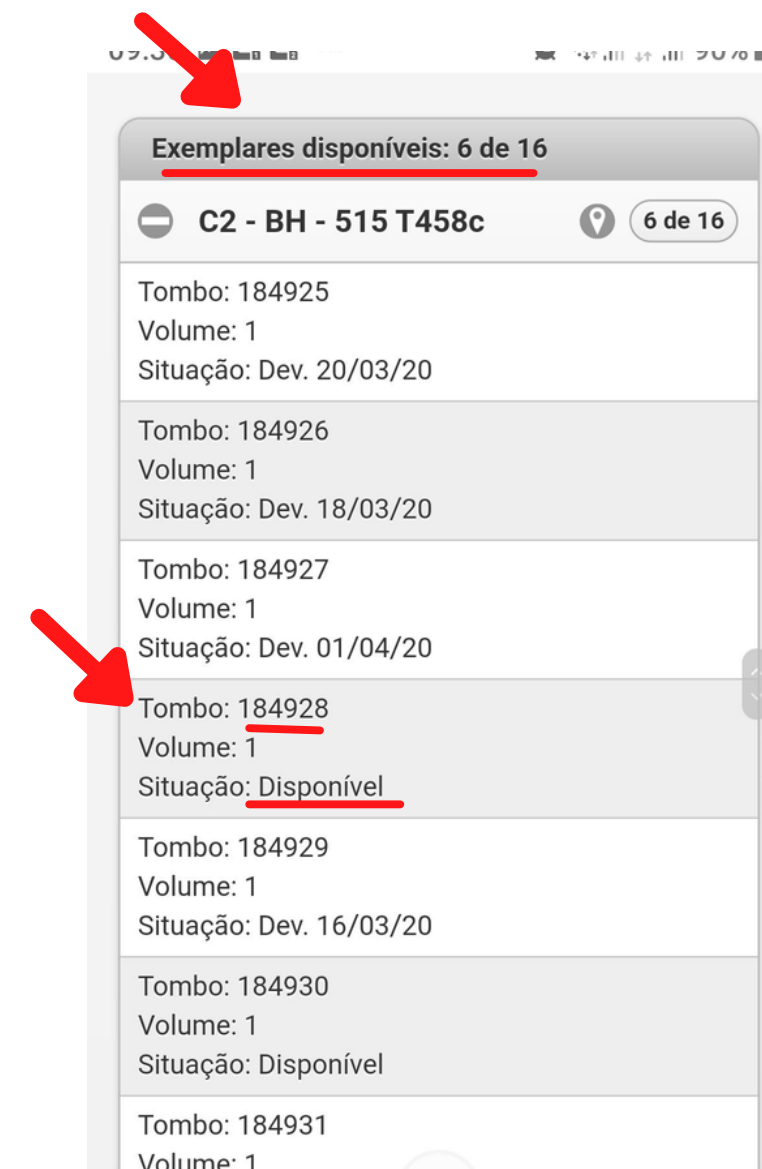 Exemplares disponíveis: 6 de 16
C2 - BH - 515 T458c 6 de 16
Tombo: 184925
Volume: 1
Situação: Dev. 20/03/20
Tombo: 184926
Volume: 1
Situação: Dev. 18/03/20
Tombo: 184927
Volume: 1
Situação: Dev. 01/04/20
Tombo: 184928
Volume: 1
Situação: Disponível
Tombo: 184929
Volume: 1
Situação: Dev. 16/03/20
Tombo: 184930
Volume: 1
Situação: Disponível
Tombo: 184931
Volume: 1